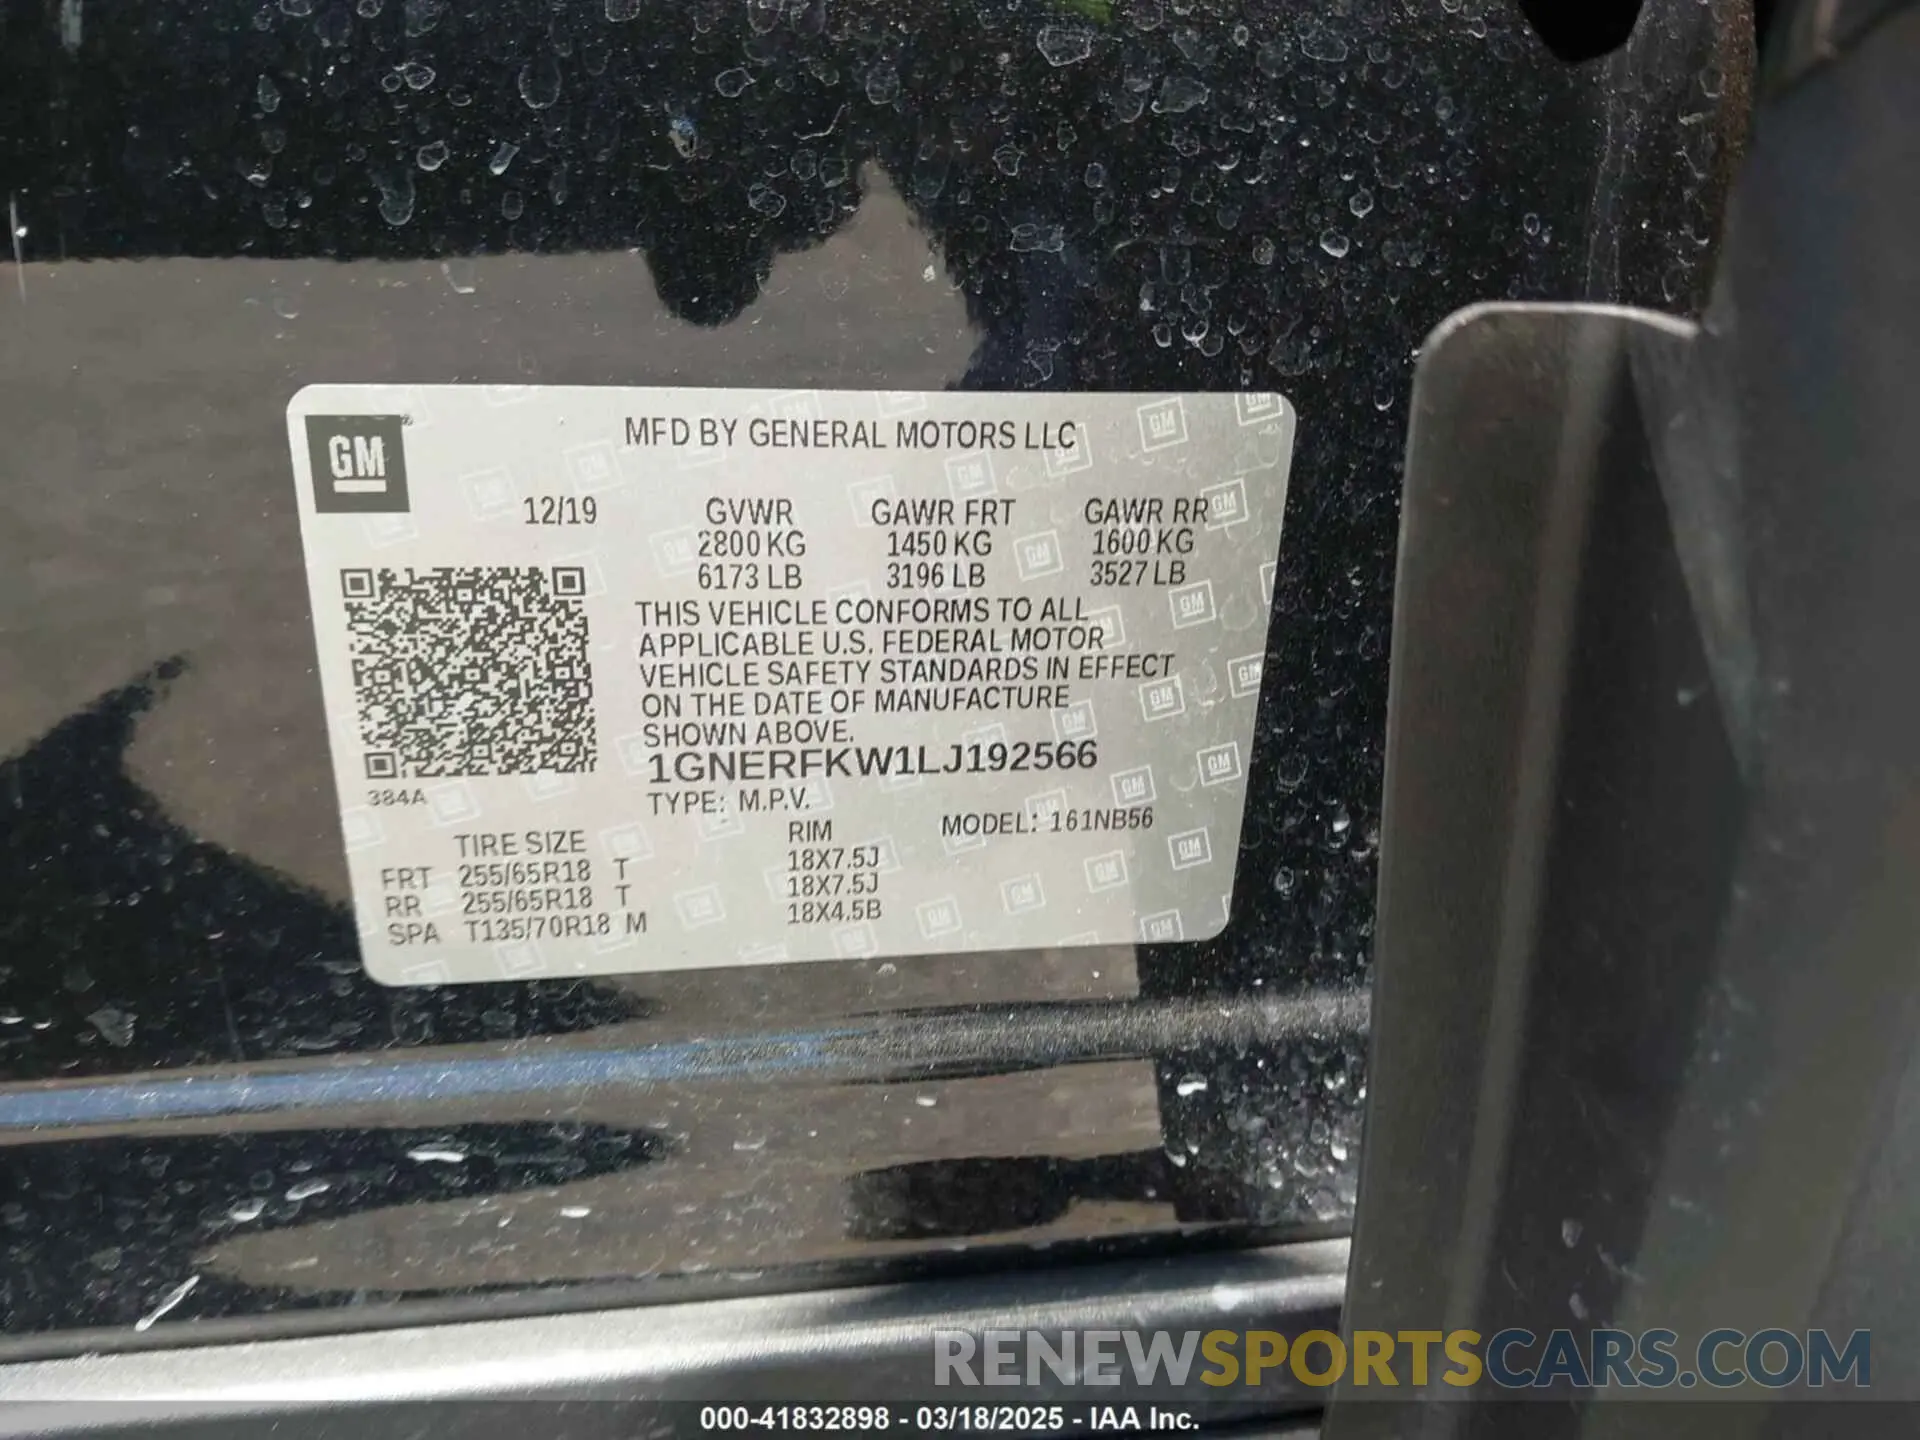 GM®
MFD BY GENERAL MOTORS LLC
12/19 GVWR GAWR FRT GAWR RR
2800 KG 1450 KG 1600 KG
6173 LB 3196 LB 3527 LB
THIS VEHICLE CONFORMS TO ALL
APPLICABLE U.S. FEDERAL MOTOR
VEHICLE SAFETY STANDARDS IN EFFECT
ON THE DATE OF MANUFACTURE
SHOWN ABOVE.
1GNERFKW1LJ192566
384A
TYPE: M.P.V.
MODEL: 161NB56
TIRE SIZE RIM
FRT 255/65R18 T 18X7.5J
RR 255/65R18 T 18X7.5J
SPA T135/70R18 M 18X4.5B
RENEWSPORTSCARS.COM
000-41832898 - 03/18/2025 - IAA Inc.